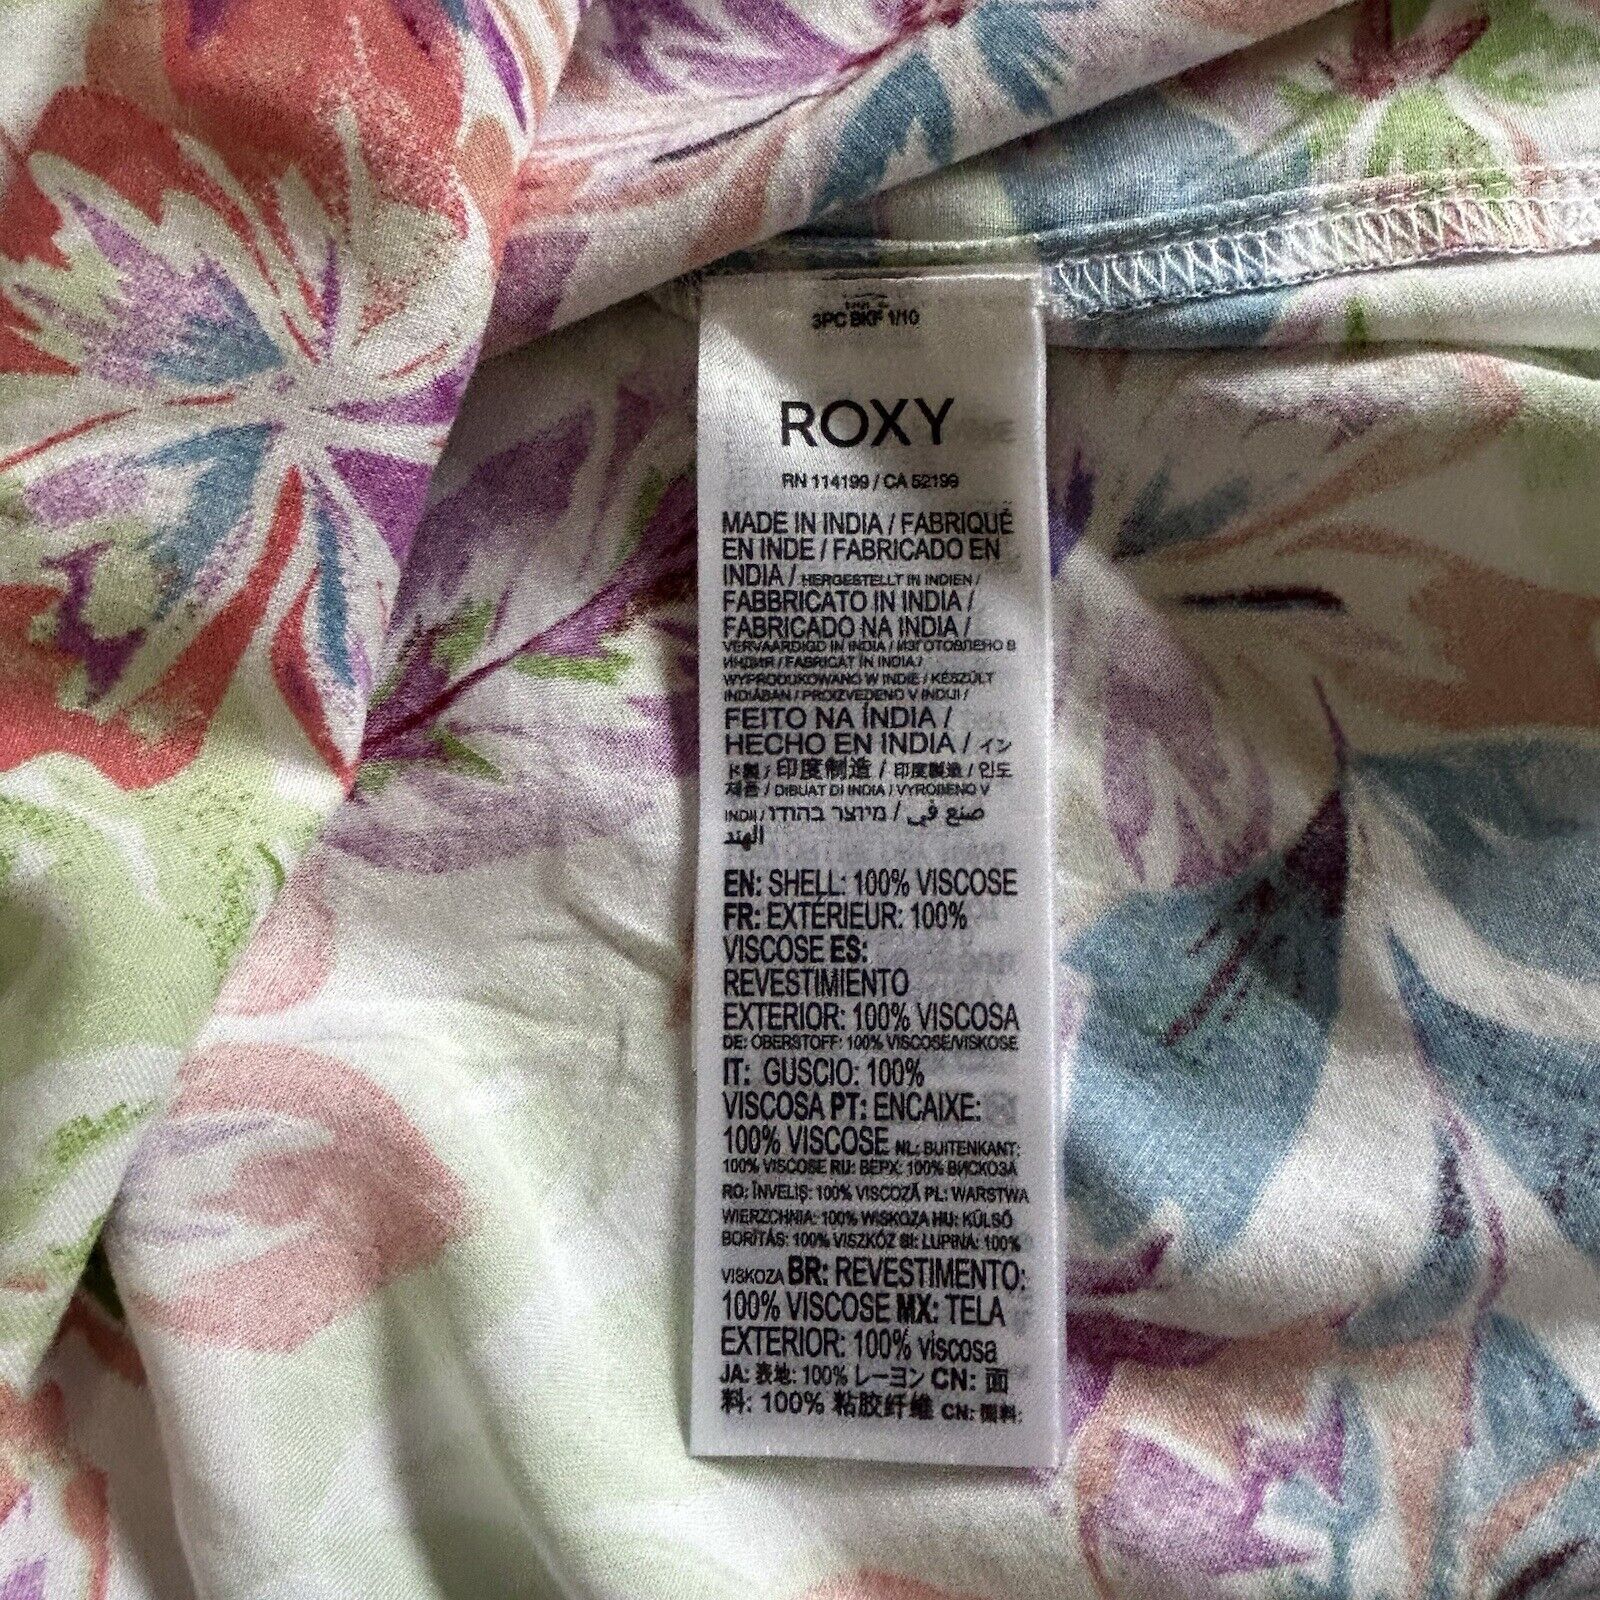 3PC BKF 1/10
ROXY
RN 114199 / CA 52199
MADE IN INDIA / FABRIQUÉ
EN INDE / FABRICADO EN
INDIA / HERGESTELLT IN INDIEN /
FABBRICATO IN INDIA /
FABRICADO NA INDIA /
VERVAARDIGD IN INDIA / ИЗГОТОВЛЕНО В
ИНДИЯ / FABRICAT ÎN INDIA /
WYPRODUKOWANO W INDIE / KÉSZÜLT
INDIÁBAN / PROIZVEDENO V INDIJI /
FEITO NA ÍNDIA /
HECHO EN INDIA / イン
ド製 / 印度制造 / 印度製造 / 인도
제품 / DIBUAT DI INDIA / VYROBENO V
INDII / מיוצר בהודו / صنع في
الهند
EN: SHELL: 100% VISCOSE
FR: EXTÉRIEUR: 100%
VISCOSE ES:
REVESTIMIENTO
EXTERIOR: 100% VISCOSA
DE: OBERSTOFF: 100% VISCOSE/VISKOSE
IT: GUSCIO: 100%
VISCOSA PT: ENCAIXE:
100% VISCOSE NL: BUITENKANT:
100% VISCOSE RU: ВЕРХ: 100% ВИСКОЗА
RO: ÎNVELIȘ: 100% VISCOZĂ PL: WARSTWA
WIERZCHNIA: 100% WISKOZA HU: KÜLSŐ
BORÍTÁS: 100% VISZKÓZ SI: LUPINA: 100%
VISKOZA BR: REVESTIMENTO:
100% VISCOSE MX: TELA
EXTERIOR: 100% viscosa
JA: 表地: 100% レーヨン CN: 面
料: 100% 粘胶纤维 CN: 面料: